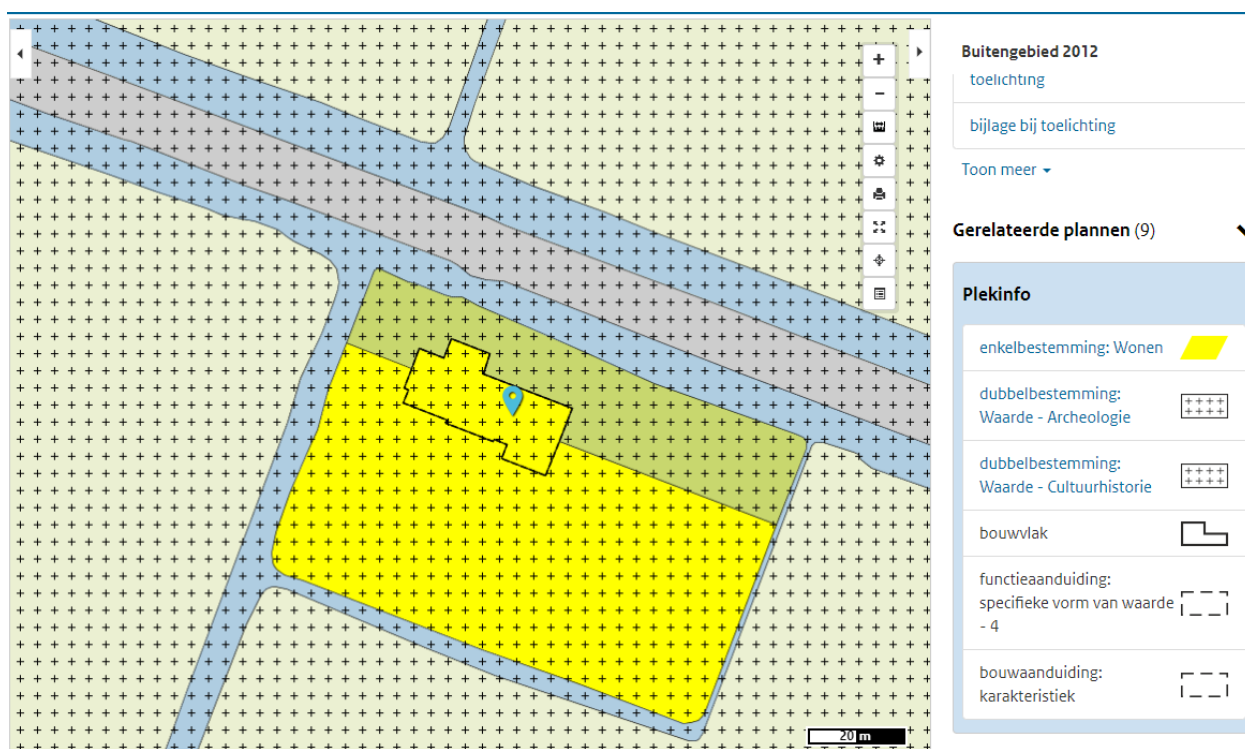 Buitengebied 2012
toelichting
bijlage bij toelichting
Toon meer
Gerelateerde plannen (9)
Plekinfo
enkelbestemming: Wonen
dubbelbestemming:
Waarde - Archeologie
dubbelbestemming:
Waarde - Cultuurhistorie
bouwvlak
functieaanduiding:
specifieke vorm van waarde
- 4
bouwaanduiding:
karakteristiek
20 m